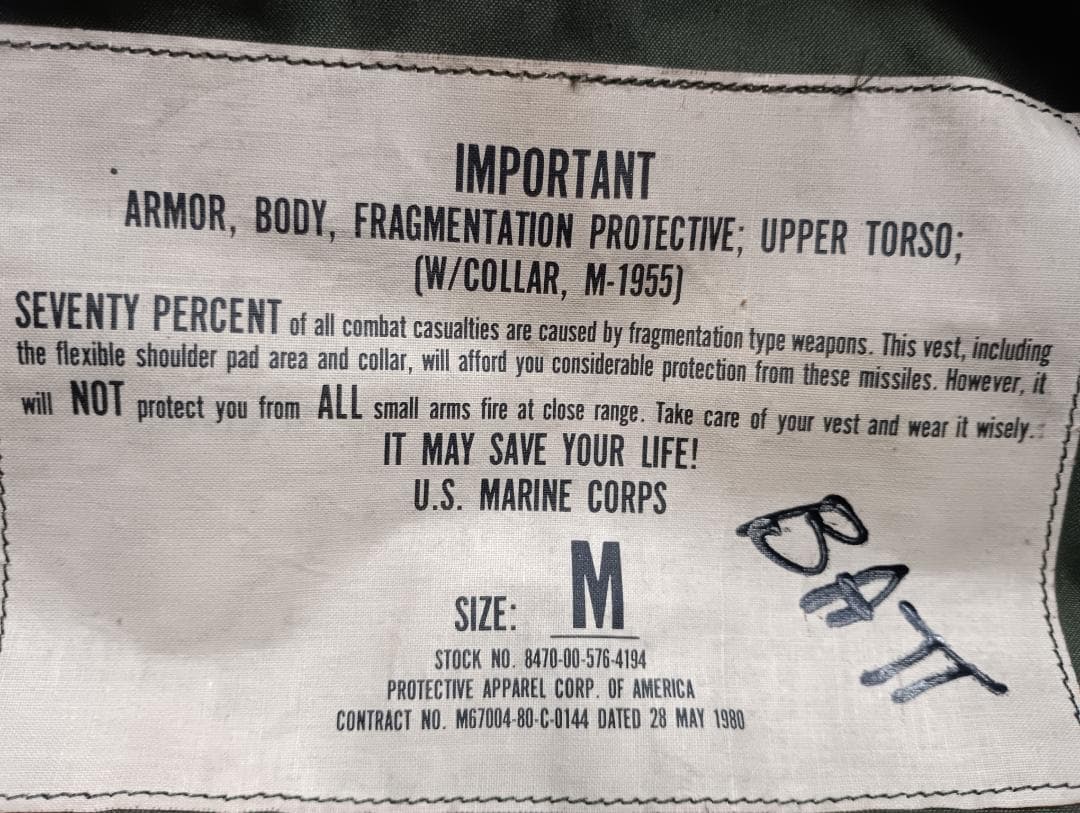 IMPORTANT
ARMOR, BODY, FRAGMENTATION PROTECTIVE; UPPER TORSO;
(W/COLLAR, M-1955)
SEVENTY PERCENT of all combat casualties are caused by fragmentation type weapons. This vest, including
the flexible shoulder pad area and collar, will afford you considerable protection from these missiles. However, it
will NOT protect you from ALL small arms fire at close range. Take care of your vest and wear it wisely.
IT MAY SAVE YOUR LIFE!
U.S. MARINE CORPS
SIZE: M
STOCK NO. 8470-00-576-4194
PROTECTIVE APPAREL CORP. OF AMERICA
CONTRACT NO. M67004-80-C-0144 DATED 28 MAY 1980
BATT